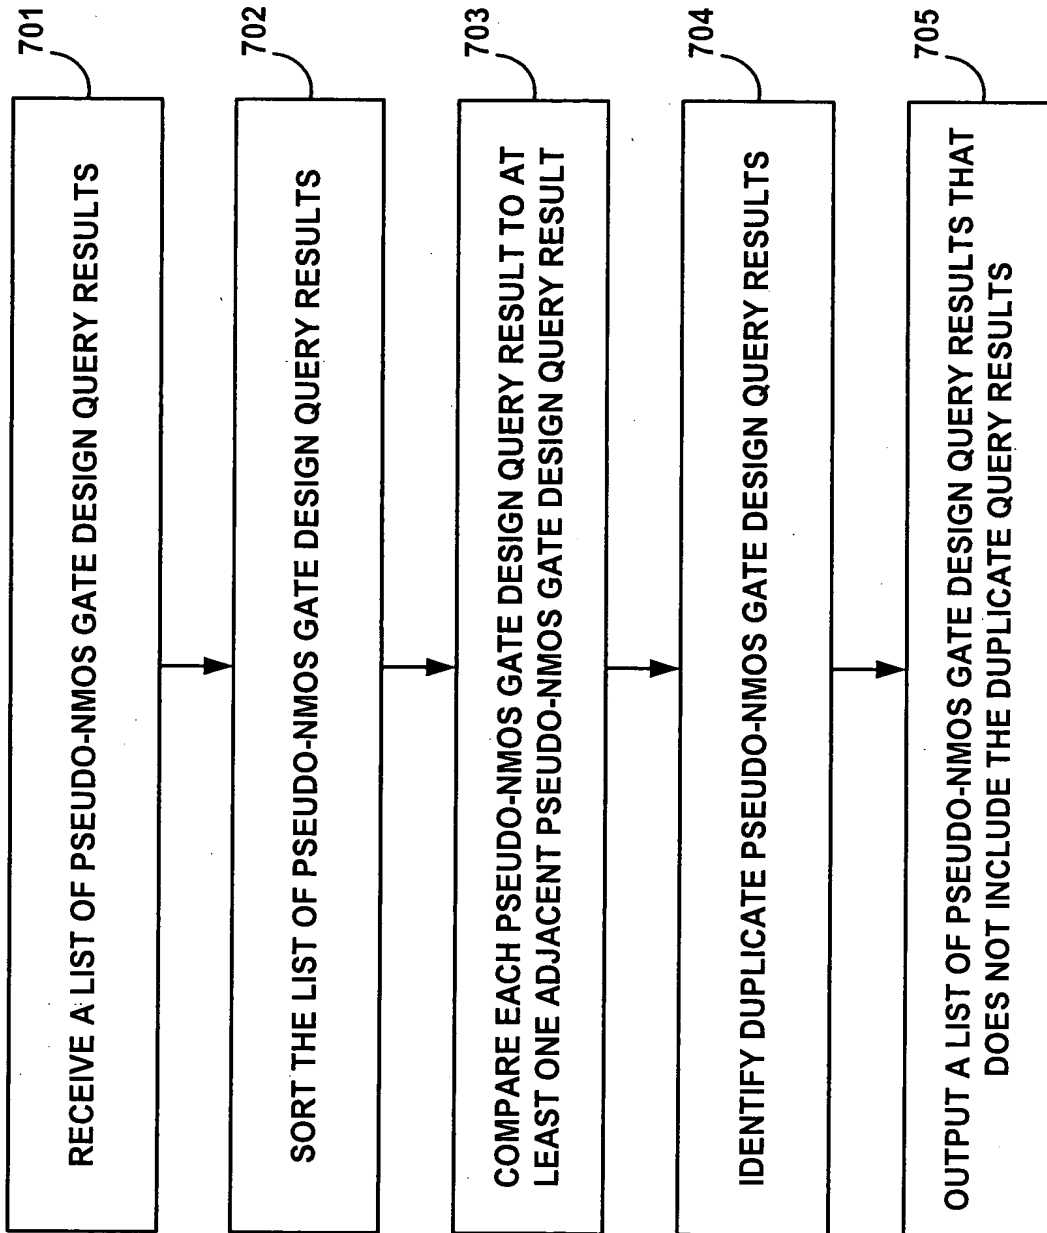 701
RECEIVE A LIST OF PSEUDO-NMOS GATE DESIGN QUERY RESULTS
702
SORT THE LIST OF PSEUDO-NMOS GATE DESIGN QUERY RESULTS
703
COMPARE EACH PSEUDO-NMOS GATE DESIGN QUERY RESULT TO AT
LEAST ONE ADJACENT PSEUDO-NMOS GATE DESIGN QUERY RESULT
704
IDENTIFY DUPLICATE PSEUDO-NMOS GATE DESIGN QUERY RESULTS
705
OUTPUT A LIST OF PSEUDO-NMOS GATE DESIGN QUERY RESULTS THAT
DOES NOT INCLUDE THE DUPLICATE QUERY RESULTS